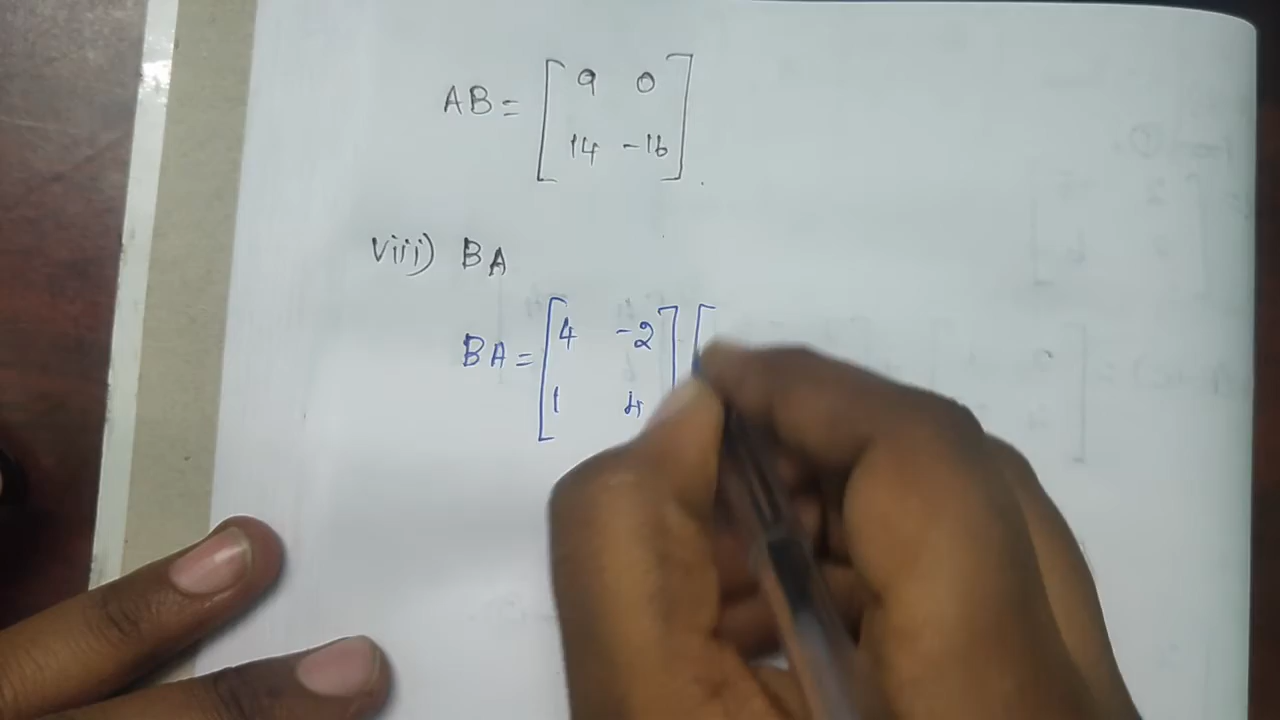 AB = [ 9 0
14 -16 ].
viii) BA
BA = [ 4 -2 ] [
1 4